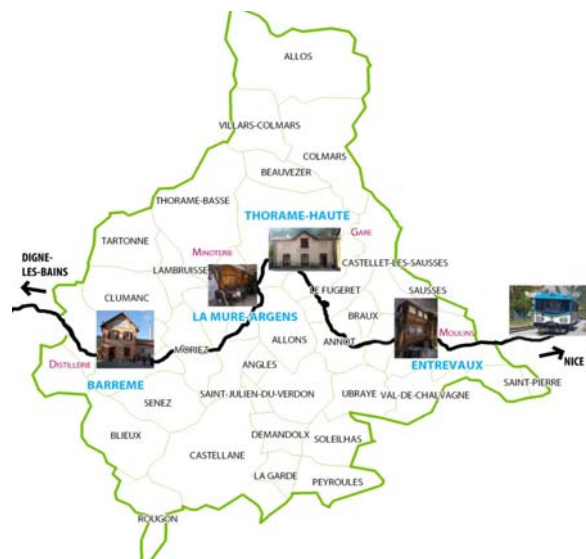 ALLOS
VILLARS-COLMARS
COLMARS
BEAUVEZER
THORAME-BASSE
THORAME-HAUTE
GARE
TARTONNE
MINOTERIE
DIGNE-
LES-BAINS
LAMBRUISSE
CASTELLET-LES-SAUSSES
CLUMANC
LE FUGERET
SAUSSES
LA MURE-ARGENS
BRAUX
MOULINS
MORIEZ
ALLONS
ANNOT
NICE
DISTILLERIE
BARREME
ANGLES
ENTREVAUX
SAINT-PIERRE
SENEZ
SAINT-JULIEN-DU-VERDON
UBRAYE
VAL-DE-CHALVAGNE
BLIEUX
DEMANDOLX
SOLEILHAS
CASTELLANE
LA GARDE
PEYROULES
ROUGON